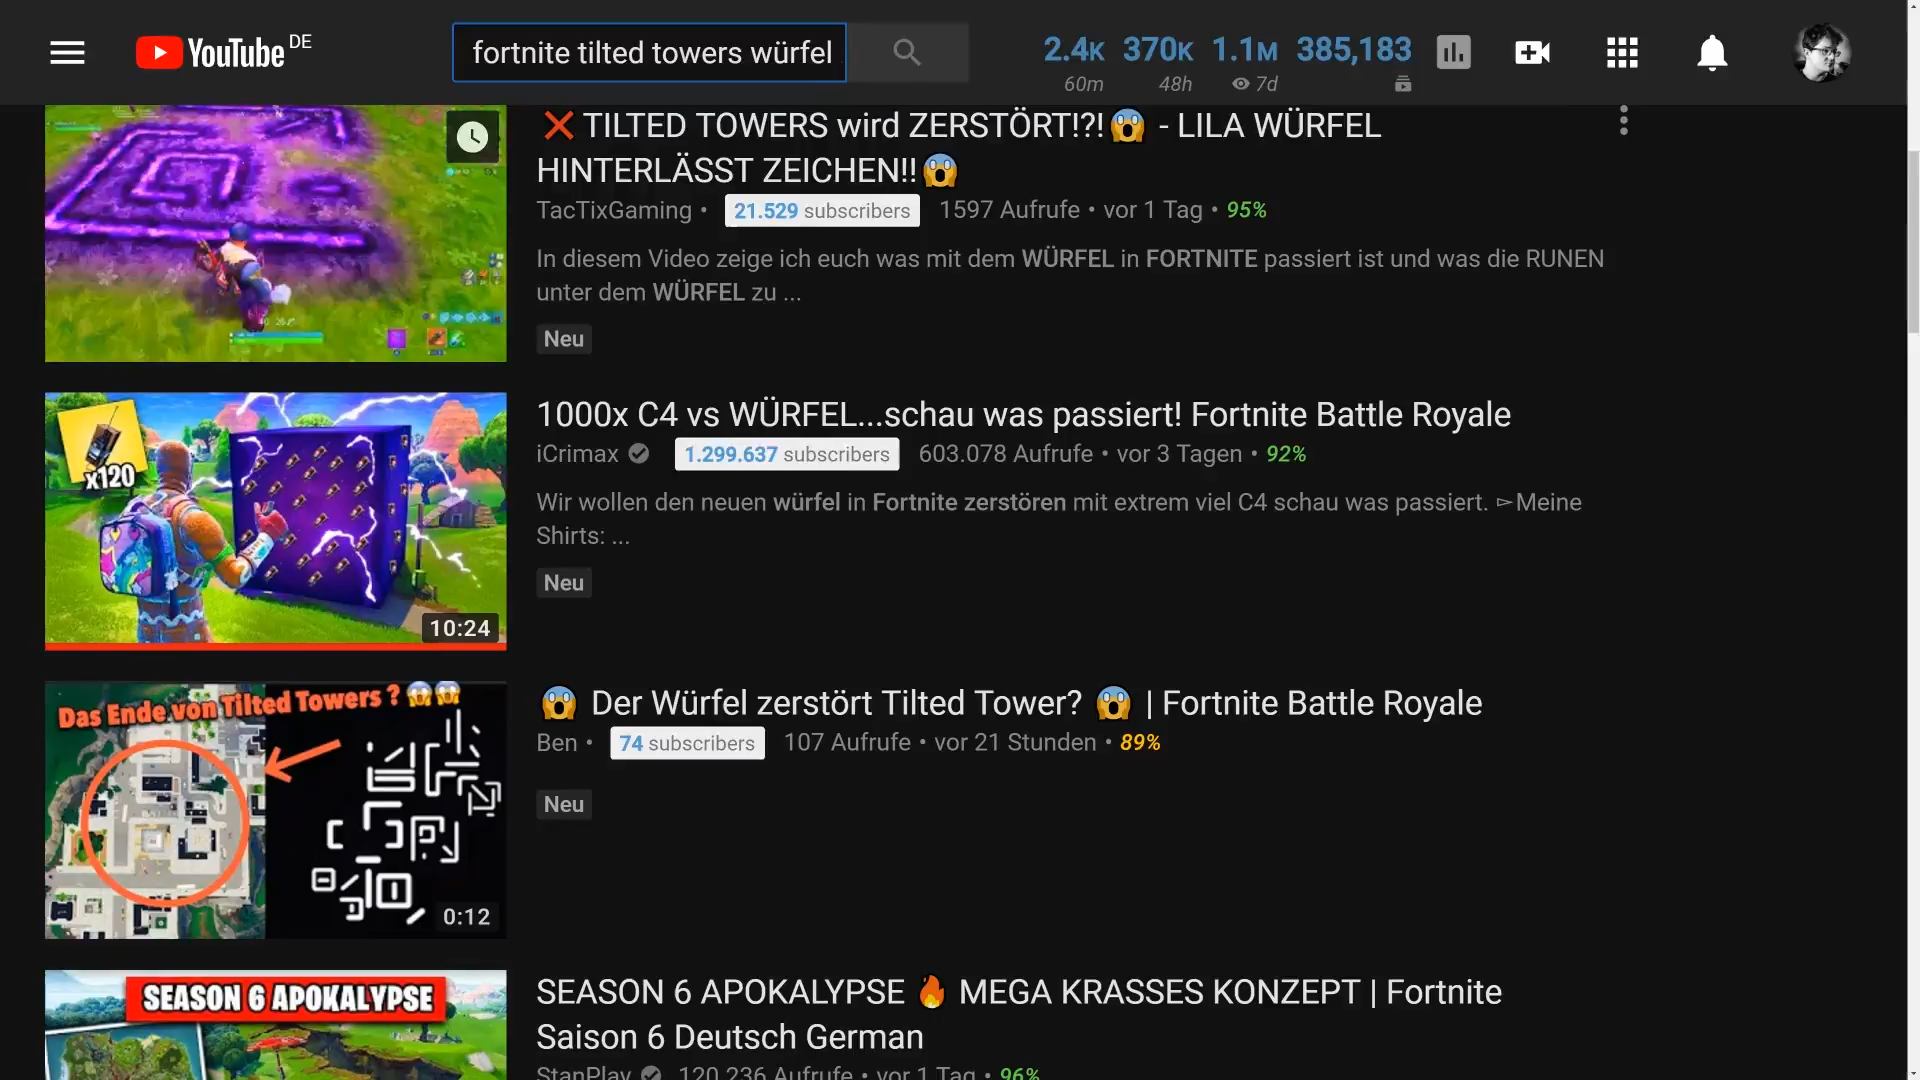 YouTube DE
fortnite tilted towers würfel
2.4K 370K 1.1M 385,183
60m 48h 7d
❌ TILTED TOWERS wird ZERSTÖRT!?!😱 - LILA WÜRFEL
HINTERLÄSST ZEICHEN!!😱
TacTixGaming • 21.529 subscribers 1597 Aufrufe • vor 1 Tag • 95%
In diesem Video zeige ich euch was mit dem WÜRFEL in FORTNITE passiert ist und was die RUNEN
unter dem WÜRFEL zu ...
Neu
x120
10:24
1000x C4 vs WÜRFEL...schau was passiert! Fortnite Battle Royale
iCrimax 1.299.637 subscribers 603.078 Aufrufe • vor 3 Tagen • 92%
Wir wollen den neuen würfel in Fortnite zerstören mit extrem viel C4 schau was passiert. ➻Meine
Shirts: ...
Neu
Das Ende von Tilted Towers ? 😱😱
0:12
😱 Der Würfel zerstört Tilted Tower? 😱 | Fortnite Battle Royale
Ben • 74 subscribers 107 Aufrufe • vor 21 Stunden • 89%
Neu
SEASON 6 APOKALYPSE
SEASON 6 APOKALYPSE 🔥 MEGA KRASSES KONZEPT | Fortnite
Saison 6 Deutsch German
StanPlay 120.236 Aufrufe • vor 1 Tag • 96%